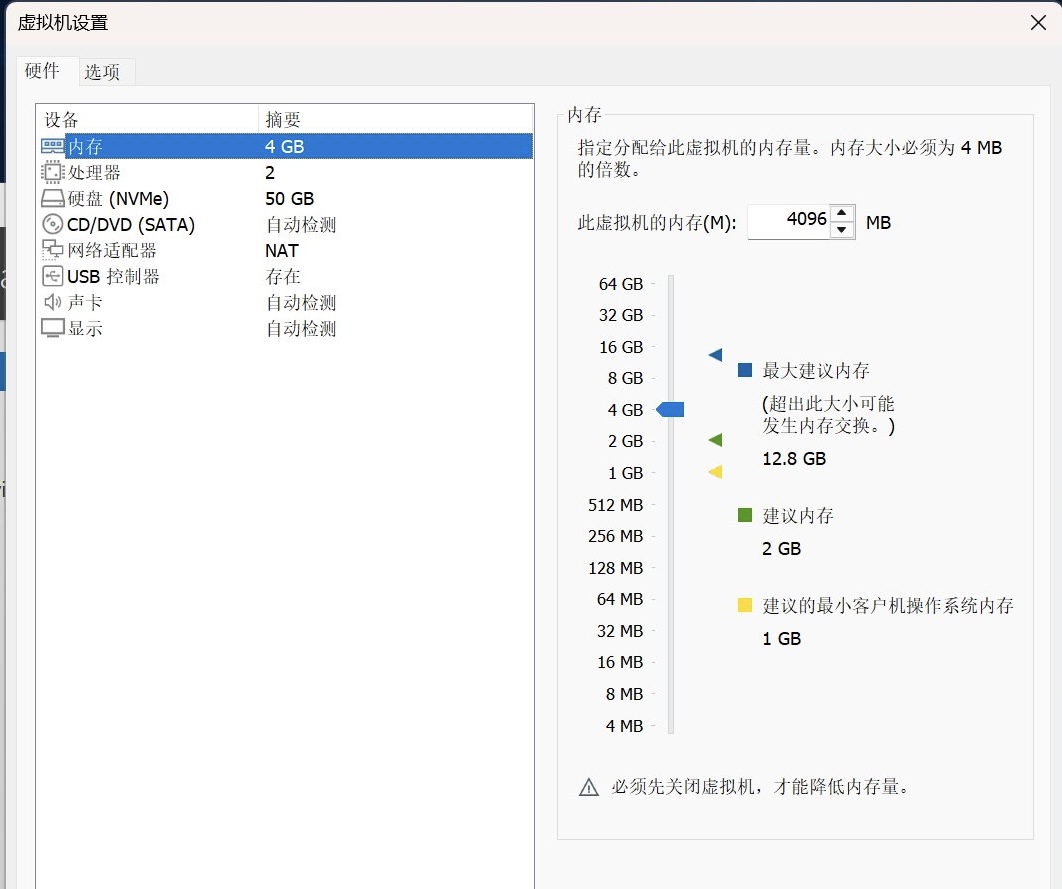 虚拟机设置
硬件 选项
设备 摘要
内存 4 GB
处理器 2
硬盘 (NVMe) 50 GB
CD/DVD (SATA) 自动检测
网络适配器 NAT
USB 控制器 存在
声卡 自动检测
显示 自动检测
内存
指定分配给此虚拟机的内存量。内存大小必须为 4 MB
的倍数。
此虚拟机的内存(M): 4096 MB
64 GB
32 GB
16 GB
8 GB
4 GB
2 GB
1 GB
512 MB
256 MB
128 MB
64 MB
32 MB
16 MB
8 MB
4 MB
最大建议内存
(超出此大小可能
发生内存交换。)
12.8 GB
建议内存
2 GB
建议的最小客户机操作系统内存
1 GB
必须先关闭虚拟机，才能降低内存量。